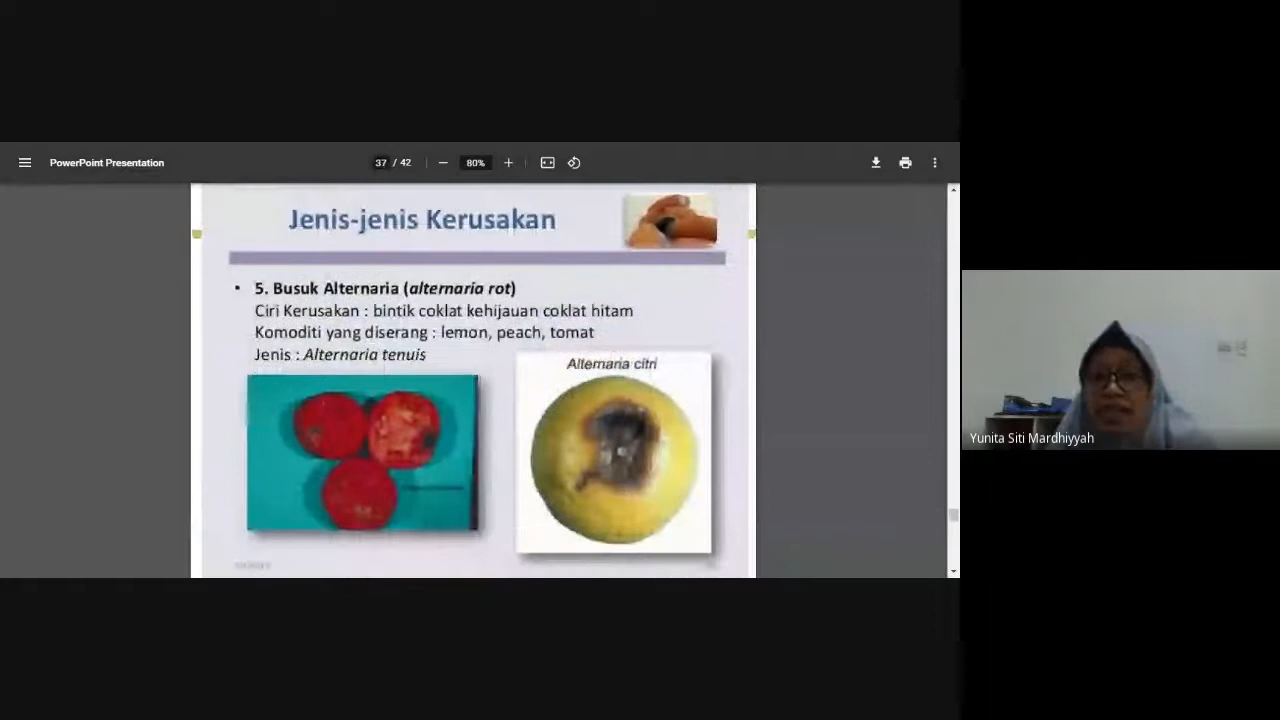 PowerPoint Presentation
37 / 42
80%
Jenis-jenis Kerusakan
• 5. Busuk Alternaria (alternaria rot)
Ciri Kerusakan : bintik coklat kehijauan coklat hitam
Komoditi yang diserang : lemon, peach, tomat
Jenis : Alternaria tenuis
Alternaria citri
Yunita Siti Mardhiyyah